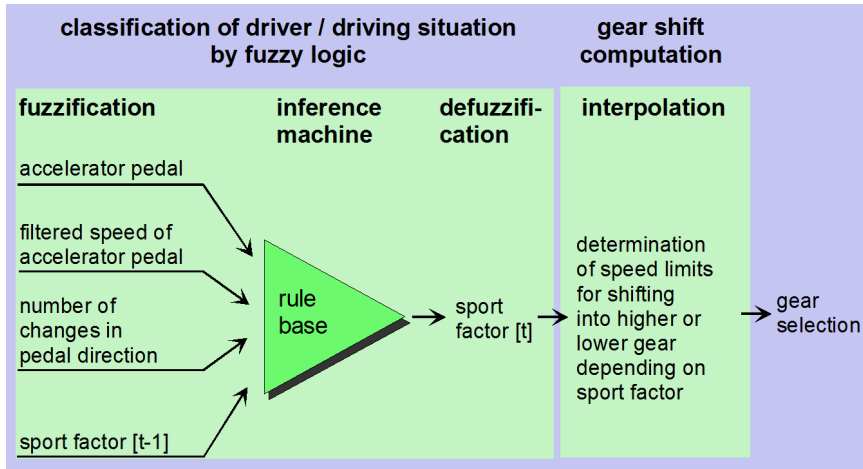 classification of driver / driving situation
by fuzzy logic
gear shift
computation
fuzzification
inference
machine
defuzzifi-
cation
interpolation
accelerator pedal
filtered speed of
accelerator pedal
number of
changes in
pedal direction
sport factor [t-1]
rule
base
sport
factor [t]
determination
of speed limits
for shifting
into higher or
lower gear
depending on
sport factor
gear
selection